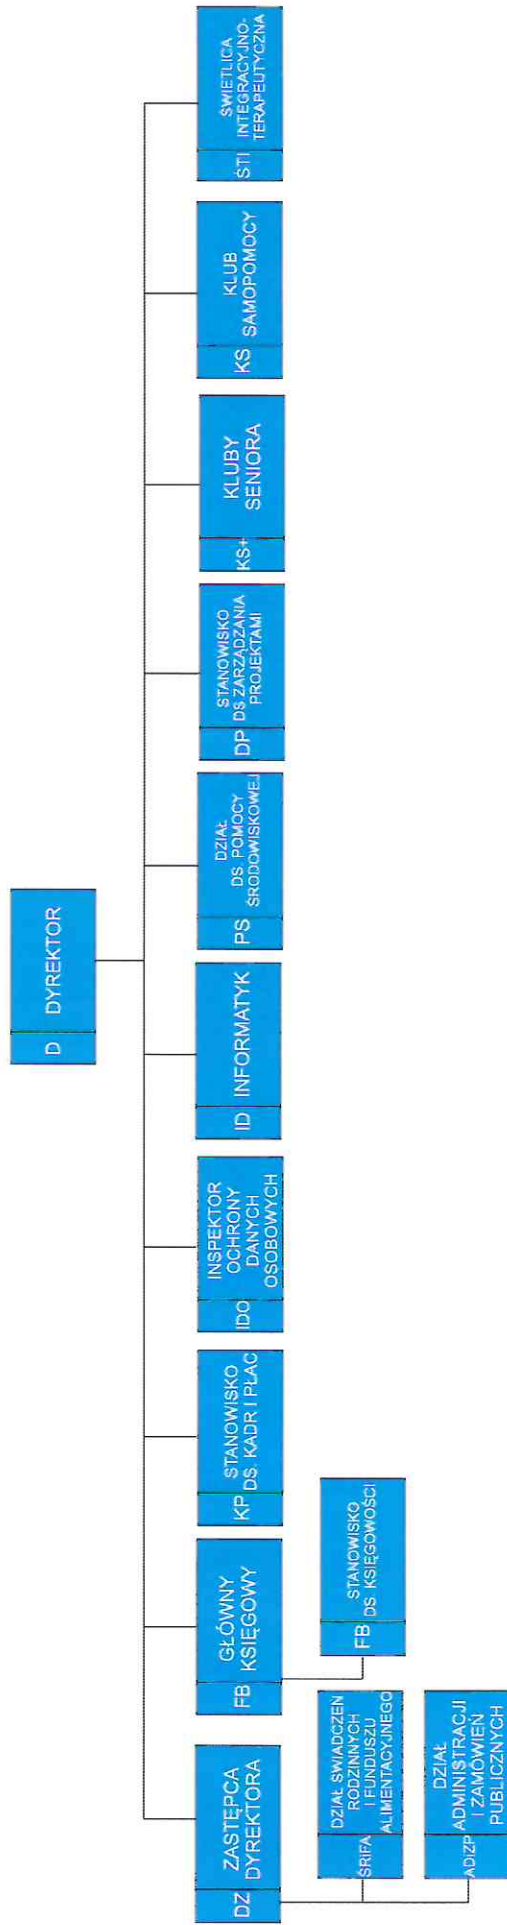 D DYREKTOR
DZ
ZASTĘPCA
DYREKTORA
FB
GŁÓWNY
KSIĘGOWY
KP
STANOWISKO
DS. KADR I PŁAC
IDO
INSPEKTOR
OCHRONY
DANYCH
OSOBOWYCH
ID INFORMATYK
PS
DZIAŁ
DS. POMOCY
ŚRODOWISKOWEJ
DP
STANOWISKO
DS ZARZĄDZANIA
PROJEKTAMI
KS+
KLUBY
SENIORA
KS
KLUB
SAMOPOMOCY
ŚTI
ŚWIETLICA
INTEGRACYJNO-
TERAPEUTYCZNA
ŚRiFA
DZIAŁ ŚWIADCZEŃ
RODZINNYCH
I FUNDUSZU
ALIMENTACYJNEGO
ADiZP
DZIAŁ
ADMINISTRACJI
I ZAMÓWIEŃ
PUBLICZNYCH
FB
STANOWISKO
DS. KSIĘGOWOŚCI